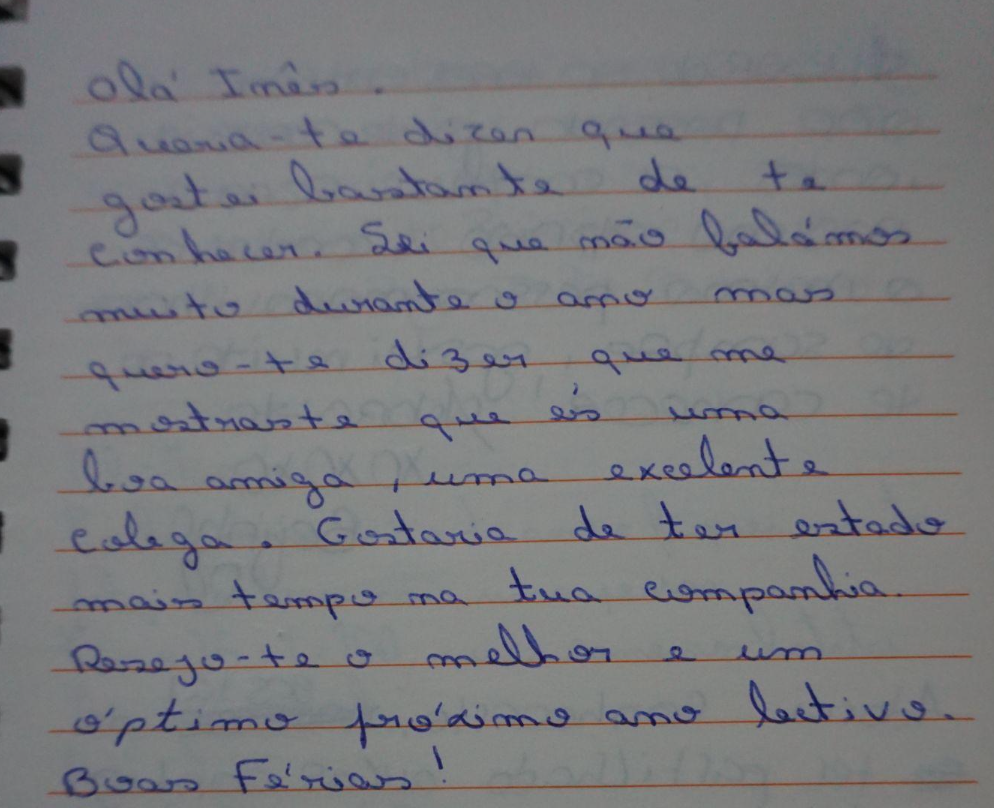 Olá Inês.
Queria-te dizer que
gostei bastante de te
conhecer. Sei que não falámos
muito durante o ano mas
quero-te dizer que me
mostraste que és uma
boa amiga, uma excelente
colega. Gostaria de ter estado
mais tempo na tua companhia.
Desejo-te o melhor e um
óptimo próximo ano lectivo.
Boas Férias!